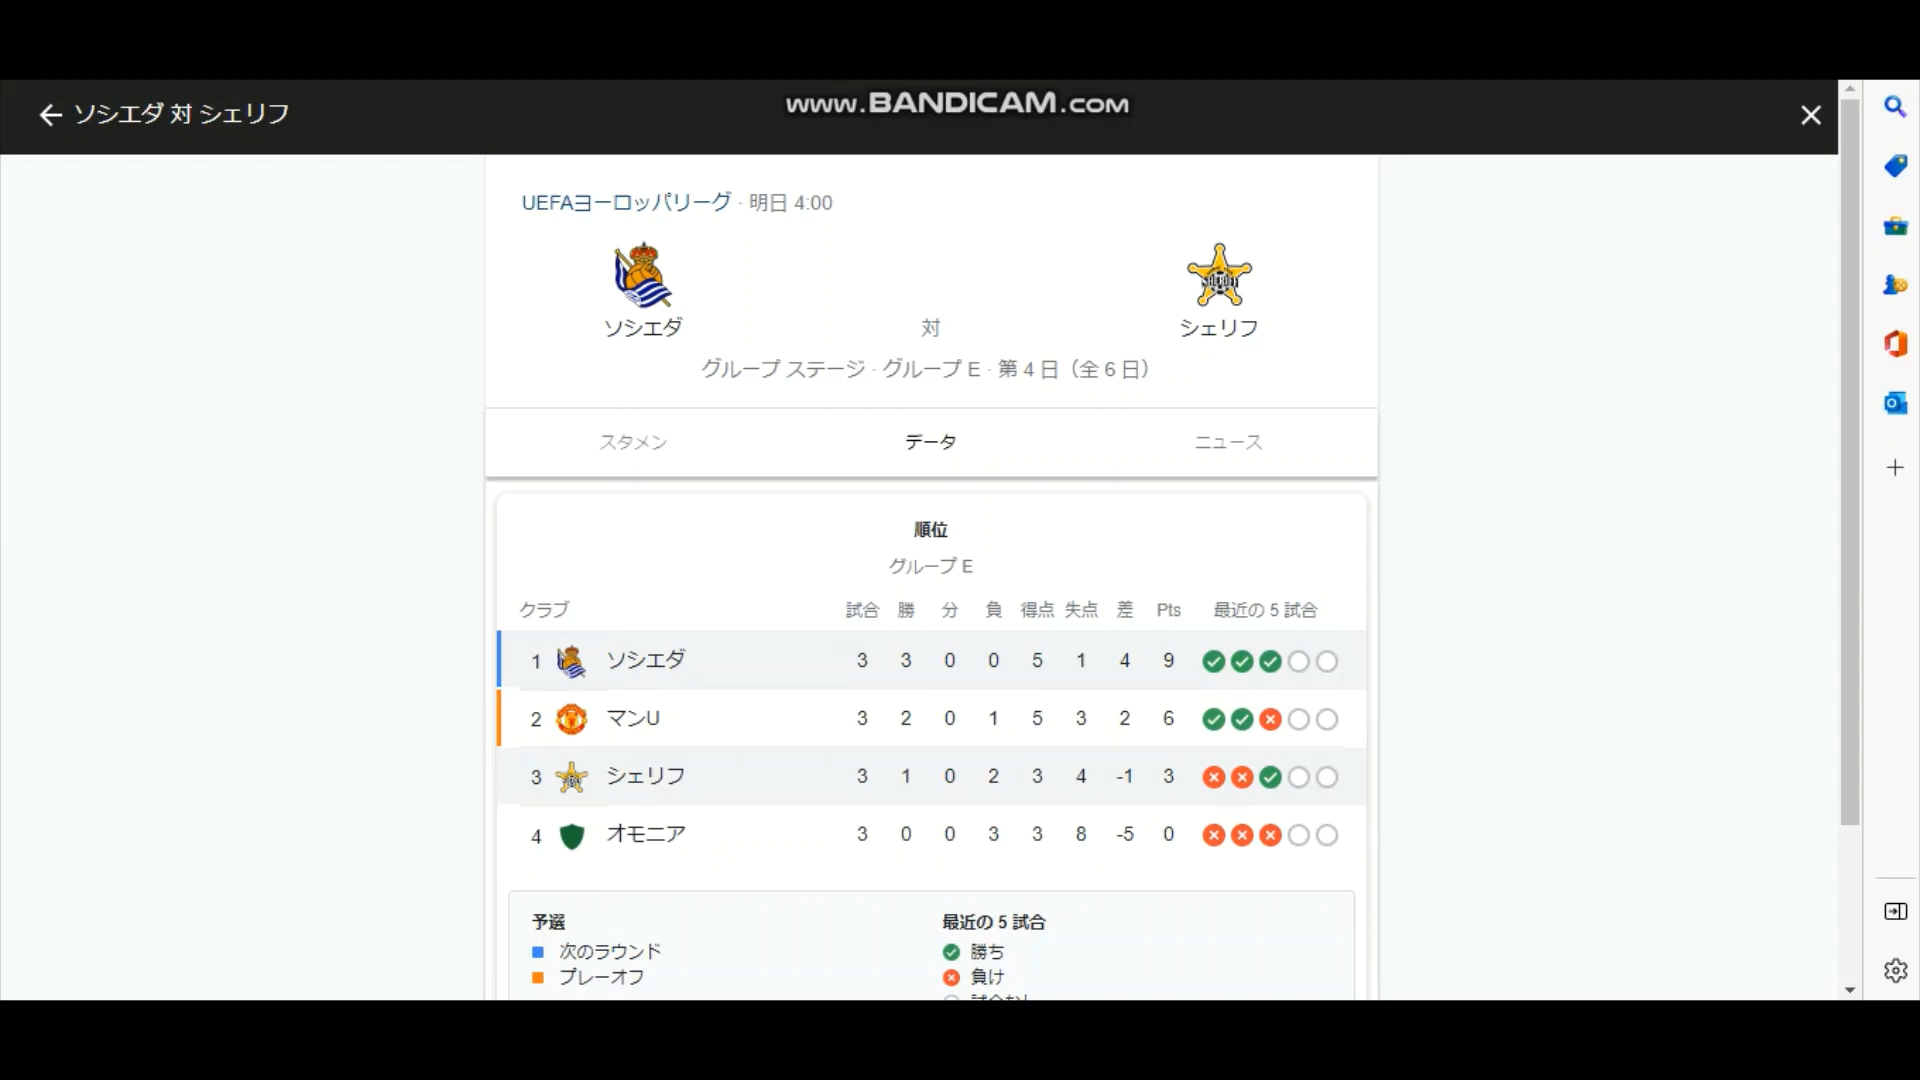 www.BANDICAM.com
ソシエダ 対 シェリフ
UEFAヨーロッパリーグ · 明日 4:00
ソシエダ 対 シェリフ
グループ ステージ · グループ E · 第 4 日（全 6 日）
スタメン データ ニュース
順位
グループ E
クラブ 試合 勝 分 負 得点 失点 差 Pts 最近の 5 試合
1 ソシエダ 3 3 0 0 5 1 4 9
2 マンU 3 2 0 1 5 3 2 6
3 シェリフ 3 1 0 2 3 4 -1 3
4 オモニア 3 0 0 3 3 8 -5 0
予選 最近の 5 試合
次のラウンド 勝ち
プレーオフ 負け